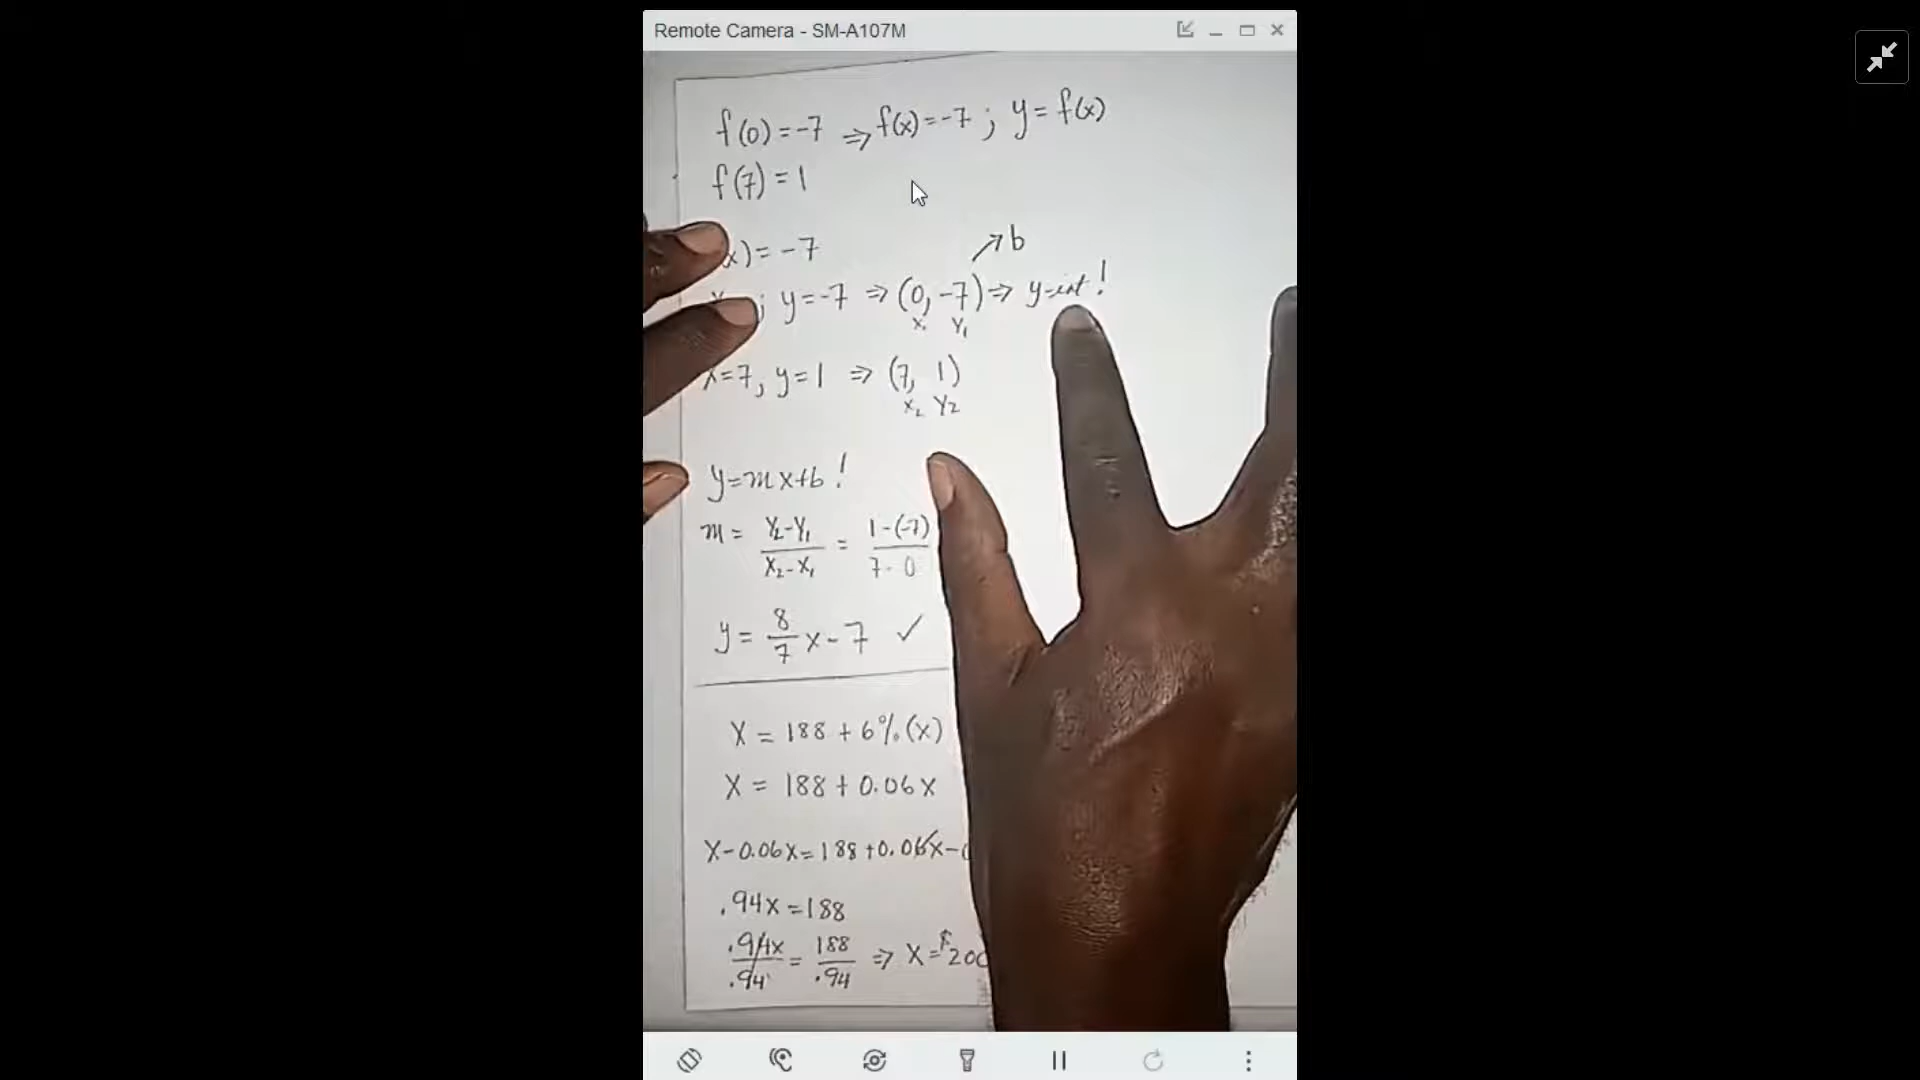 Remote Camera - SM-A107M
f(0) = -7 ⇒ f(x) = -7 ; y = f(x)
f(7) = 1
x) = -7
; y = -7 ⇒ (0, -7) ⇒ y-int !
↗ b
x₁ y₁
x = 7, y = 1 ⇒ (7, 1)
x₂ y₂
y = mx + b !
m = y₂ - y₁ / x₂ - x₁ = 1 - (-7) / 7 - 0
y = 8/7 x - 7 ✓
X = 188 + 6% (x)
X = 188 + 0.06 x
X - 0.06x = 188 + 0.06x -
.94x = 188
.94x / .94 = 188 / .94 ⇒ X = $200